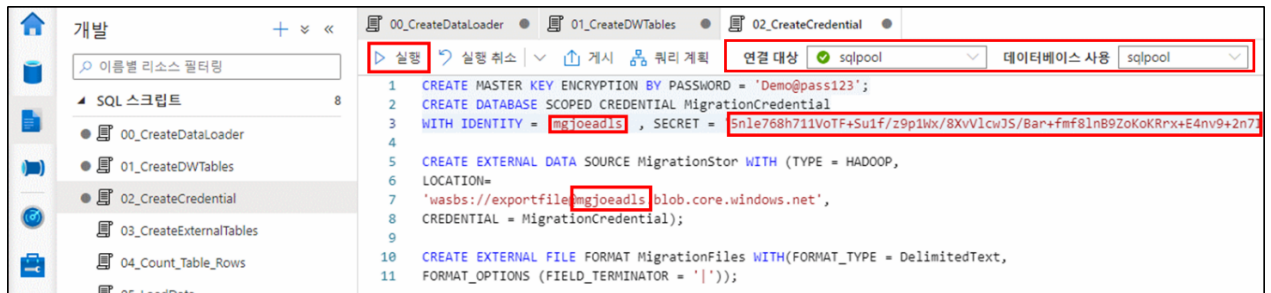 개발
이름별 리소스 필터링
SQL 스크립트 8
00_CreateDataLoader
01_CreateDWTables
02_CreateCredential
03_CreateExternalTables
04_Count_Table_Rows
00_CreateDataLoader 01_CreateDWTables 02_CreateCredential
실행 실행 취소 게시 쿼리 계획 연결 대상 sqlpool 데이터베이스 사용 sqlpool
1 CREATE MASTER KEY ENCRYPTION BY PASSWORD = 'Demo@pass123';
2 CREATE DATABASE SCOPED CREDENTIAL MigrationCredential
3 WITH IDENTITY = mgjoeadls , SECRET = '5nle768h711VoTF+Su1f/z9p1Wx/8XvVlcwJS/Bar+fmf8lnB9ZoKoKRrx+E4nv9+2n7I
4
5 CREATE EXTERNAL DATA SOURCE MigrationStor WITH (TYPE = HADOOP,
6 LOCATION=
7 'wasbs://exportfile@mgjoeadls.blob.core.windows.net',
8 CREDENTIAL = MigrationCredential);
9
10 CREATE EXTERNAL FILE FORMAT MigrationFiles WITH(FORMAT_TYPE = DelimitedText,
11 FORMAT_OPTIONS (FIELD_TERMINATOR = '|'));